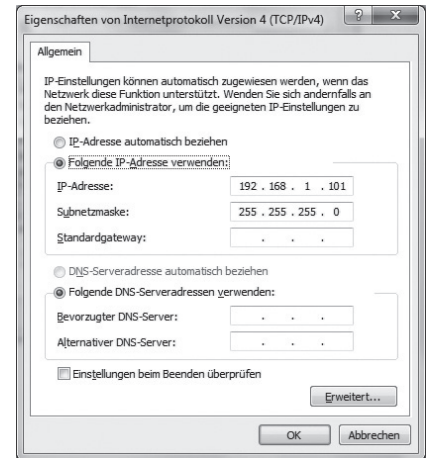 Eigenschaften von Internetprotokoll Version 4 (TCP/IPv4)
Allgemein
IP-Einstellungen können automatisch zugewiesen werden, wenn das
Netzwerk diese Funktion unterstützt. Wenden Sie sich andernfalls an
den Netzwerkadministrator, um die geeigneten IP-Einstellungen zu
beziehen.
IP-Adresse automatisch beziehen
Folgende IP-Adresse verwenden:
IP-Adresse: 192 . 168 . 1 . 101
Subnetzmaske: 255 . 255 . 255 . 0
Standardgateway: . . .
DNS-Serveradresse automatisch beziehen
Folgende DNS-Serveradressen verwenden:
Bevorzugter DNS-Server: . . .
Alternativer DNS-Server: . . .
Einstellungen beim Beenden überprüfen
Erweitert...
OK Abbrechen